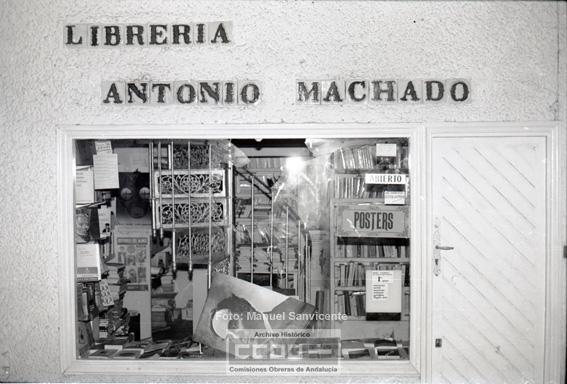 LIBRERIA
ANTONIO MACHADO
ABIERTO
POSTERS
Foto: Manuel Sanvicente
Archivo Histórico
Comisiones Obreras de Andalucía